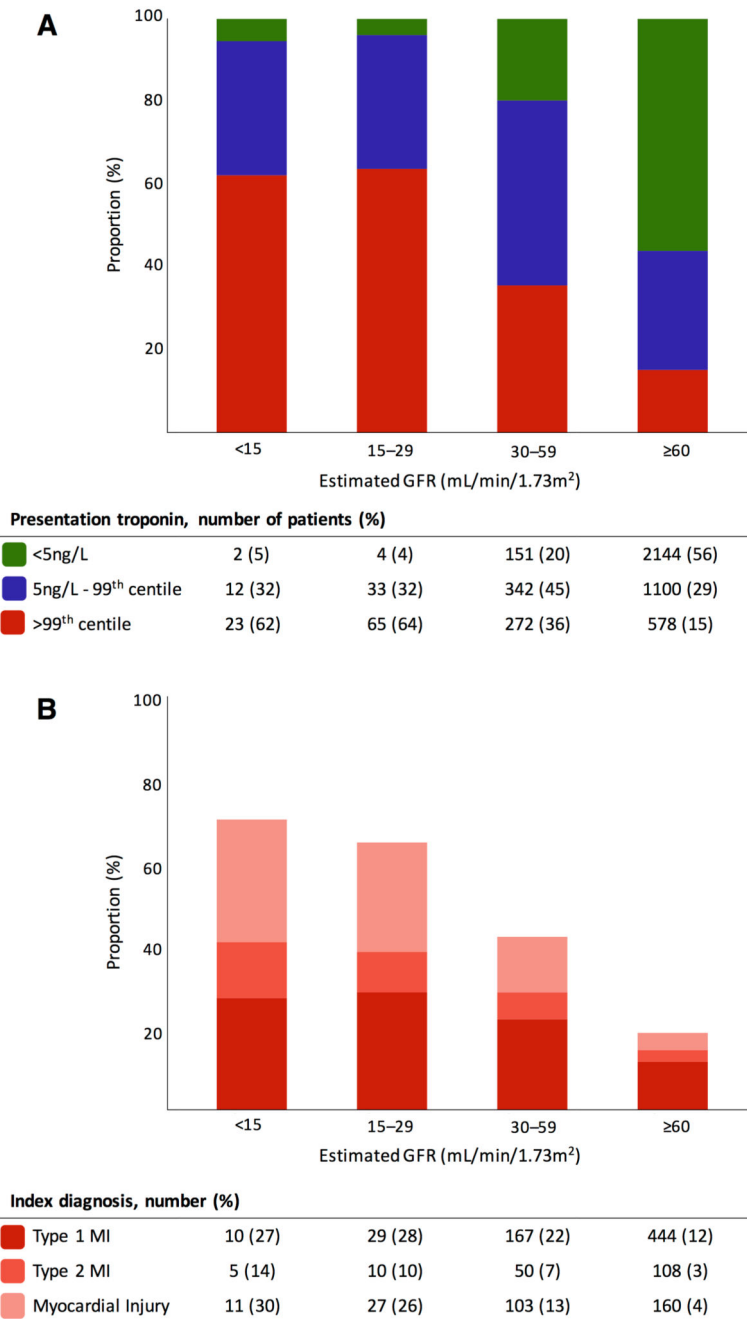 A
100
80
60
40
20
Proportion (%)
<15 15–29 30–59 ≥60
Estimated GFR (mL/min/1.73m²)
Presentation troponin, number of patients (%)
<5ng/L 2 (5) 4 (4) 151 (20) 2144 (56)
5ng/L - 99th centile 12 (32) 33 (32) 342 (45) 1100 (29)
>99th centile 23 (62) 65 (64) 272 (36) 578 (15)
B
100
80
60
40
20
Proportion (%)
<15 15–29 30–59 ≥60
Estimated GFR (mL/min/1.73m²)
Index diagnosis, number (%)
Type 1 MI 10 (27) 29 (28) 167 (22) 444 (12)
Type 2 MI 5 (14) 10 (10) 50 (7) 108 (3)
Myocardial Injury 11 (30) 27 (26) 103 (13) 160 (4)